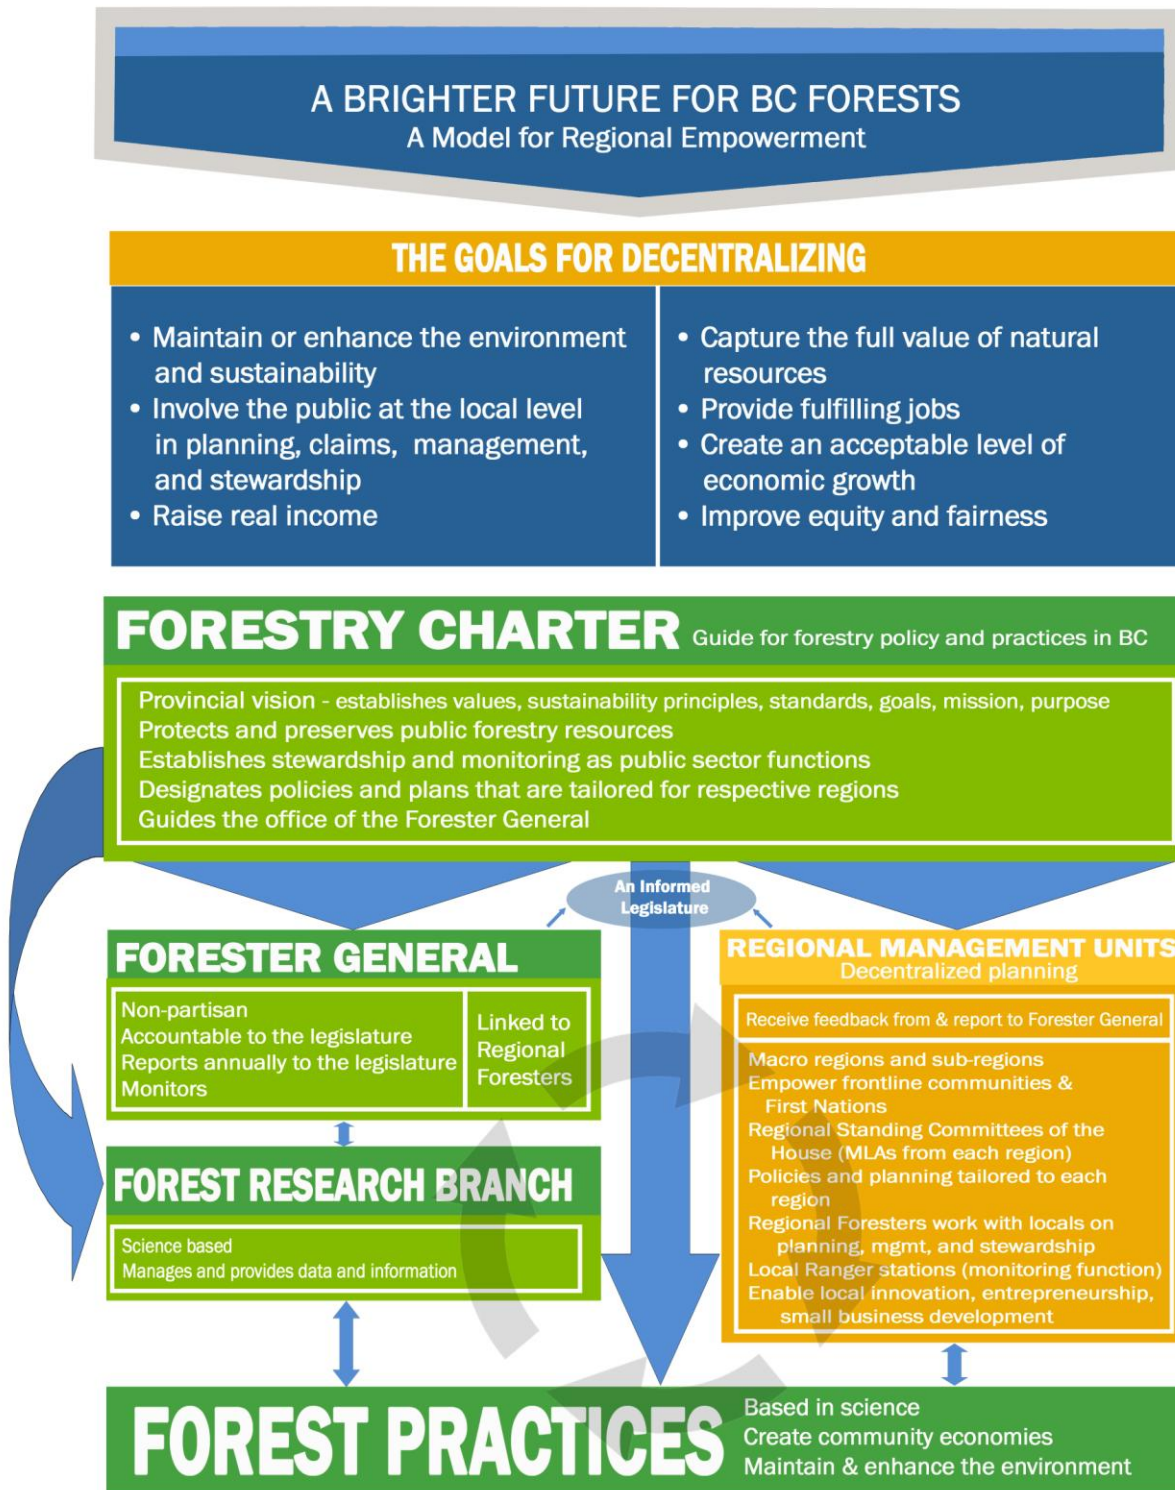 A BRIGHTER FUTURE FOR BC FORESTS
A Model for Regional Empowerment
THE GOALS FOR DECENTRALIZING
• Maintain or enhance the environment
and sustainability
• Involve the public at the local level
in planning, claims, management,
and stewardship
• Raise real income
• Capture the full value of natural
resources
• Provide fulfilling jobs
• Create an acceptable level of
economic growth
• Improve equity and fairness
FORESTRY CHARTER Guide for forestry policy and practices in BC
Provincial vision - establishes values, sustainability principles, standards, goals, mission, purpose
Protects and preserves public forestry resources
Establishes stewardship and monitoring as public sector functions
Designates policies and plans that are tailored for respective regions
Guides the office of the Forester General
An Informed
Legislature
FORESTER GENERAL
Non-partisan
Accountable to the legislature
Reports annually to the legislature
Monitors
Linked to
Regional
Foresters
FOREST RESEARCH BRANCH
Science based
Manages and provides data and information
REGIONAL MANAGEMENT UNITS
Decentralized planning
Receive feedback from & report to Forester General
Macro regions and sub-regions
Empower frontline communities &
First Nations
Regional Standing Committees of the
House (MLAs from each region)
Policies and planning tailored to each
region
Regional Foresters work with locals on
planning, mgmt, and stewardship
Local Ranger stations (monitoring function)
Enable local innovation, entrepreneurship,
small business development
FOREST PRACTICES
Based in science
Create community economies
Maintain & enhance the environment